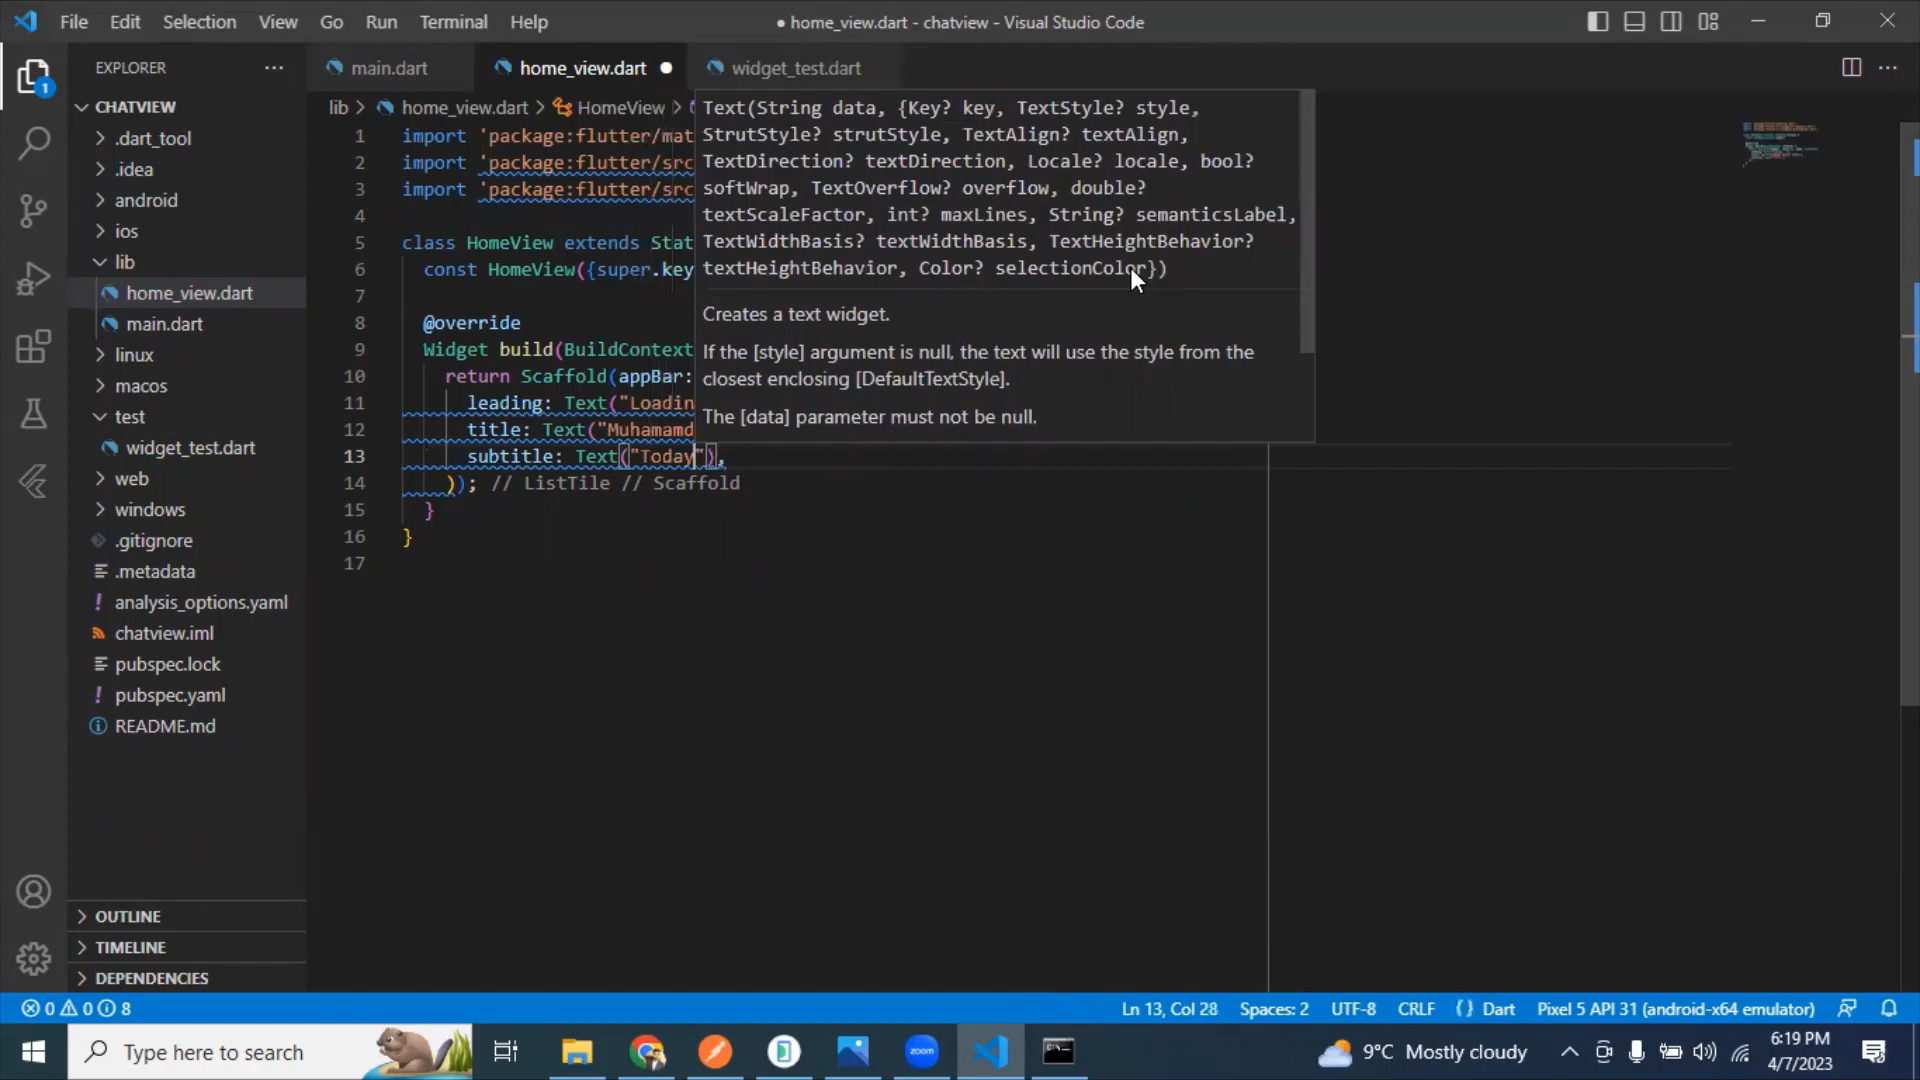 File Edit Selection View Go Run Terminal Help
● home_view.dart - chatview - Visual Studio Code
EXPLORER
main.dart
home_view.dart
widget_test.dart
CHATVIEW
.dart_tool
.idea
android
ios
lib
home_view.dart
main.dart
linux
macos
test
widget_test.dart
web
windows
.gitignore
.metadata
analysis_options.yaml
chatview.iml
pubspec.lock
pubspec.yaml
README.md
OUTLINE
TIMELINE
DEPENDENCIES
1
lib > home_view.dart > HomeView >
1 import 'package:flutter/mat
2 import 'package:flutter/src
3 import 'package:flutter/src
4
5 class HomeView extends Stat
6 const HomeView({super.key
7
8 @override
9 Widget build(BuildContext
10 return Scaffold(appBar:
11 leading: Text("Loadin
12 title: Text("Muhamamd
13 subtitle: Text("Today"),
14 )); // ListTile // Scaffold
15 }
16 }
17
Text(String data, {Key? key, TextStyle? style,
StrutStyle? strutStyle, TextAlign? textAlign,
TextDirection? textDirection, Locale? locale, bool?
softWrap, TextOverflow? overflow, double?
textScaleFactor, int? maxLines, String? semanticsLabel,
TextWidthBasis? textWidthBasis, TextHeightBehavior?
textHeightBehavior, Color? selectionColor})
Creates a text widget.
If the [style] argument is null, the text will use the style from the
closest enclosing [DefaultTextStyle].
The [data] parameter must not be null.
0 0 8
Ln 13, Col 28 Spaces: 2 UTF-8 CRLF {} Dart Pixel 5 API 31 (android-x64 emulator)
Type here to search
zoom
9°C Mostly cloudy
6:19 PM
4/7/2023